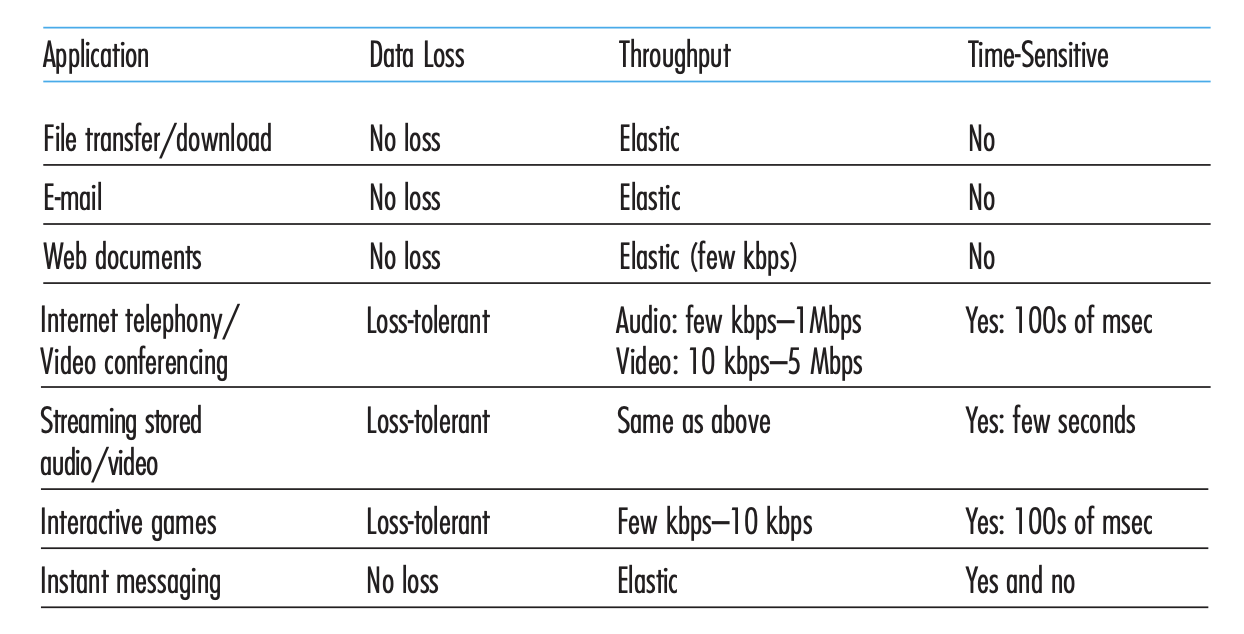 Application Data Loss Throughput Time-Sensitive
File transfer/download No loss Elastic No
E-mail No loss Elastic No
Web documents No loss Elastic (few kbps) No
Internet telephony/ Loss-tolerant Audio: few kbps–1Mbps Yes: 100s of msec
Video conferencing Video: 10 kbps–5 Mbps
Streaming stored Loss-tolerant Same as above Yes: few seconds
audio/video
Interactive games Loss-tolerant Few kbps–10 kbps Yes: 100s of msec
Instant messaging No loss Elastic Yes and no